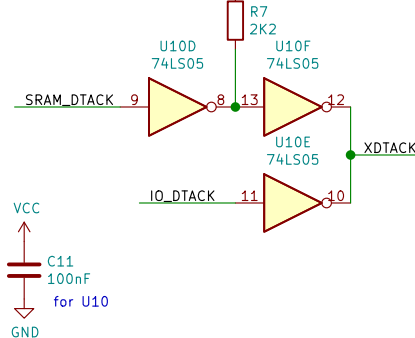 R7
2K2
U10D
74LS05
U10F
74LS05
SRAM_DTACK
9
8
13
12
U10E
74LS05
XDTACK
IO_DTACK
11
10
VCC
C11
100nF
for U10
GND